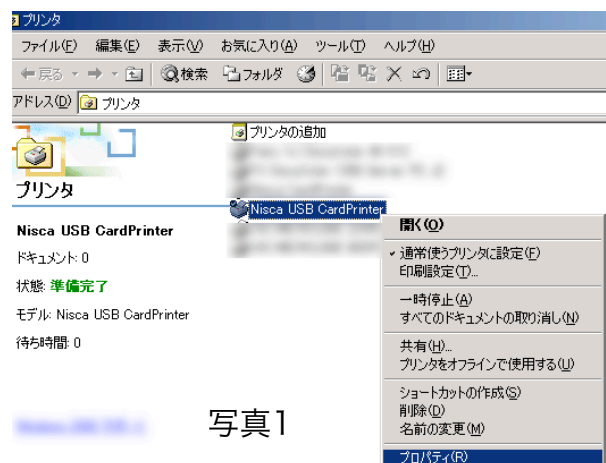 プリンタ
ファイル(F) 編集(E) 表示(V) お気に入り(A) ツール(T) ヘルプ(H)
戻る 検索 フォルダ
アドレス(D) プリンタ
プリンタの追加
プリンタ
Nisca USB CardPrinter
Nisca USB CardPrinter
ドキュメント: 0
状態: 準備完了
モデル: Nisca USB CardPrinter
待ち時間: 0
開く(O)
通常使うプリンタに設定(F)
印刷設定(T)...
一時停止(A)
すべてのドキュメントの取り消し(N)
共有(H)...
プリンタをオフラインで使用する(U)
ショートカットの作成(S)
削除(D)
名前の変更(M)
プロパティ(R)
写真1